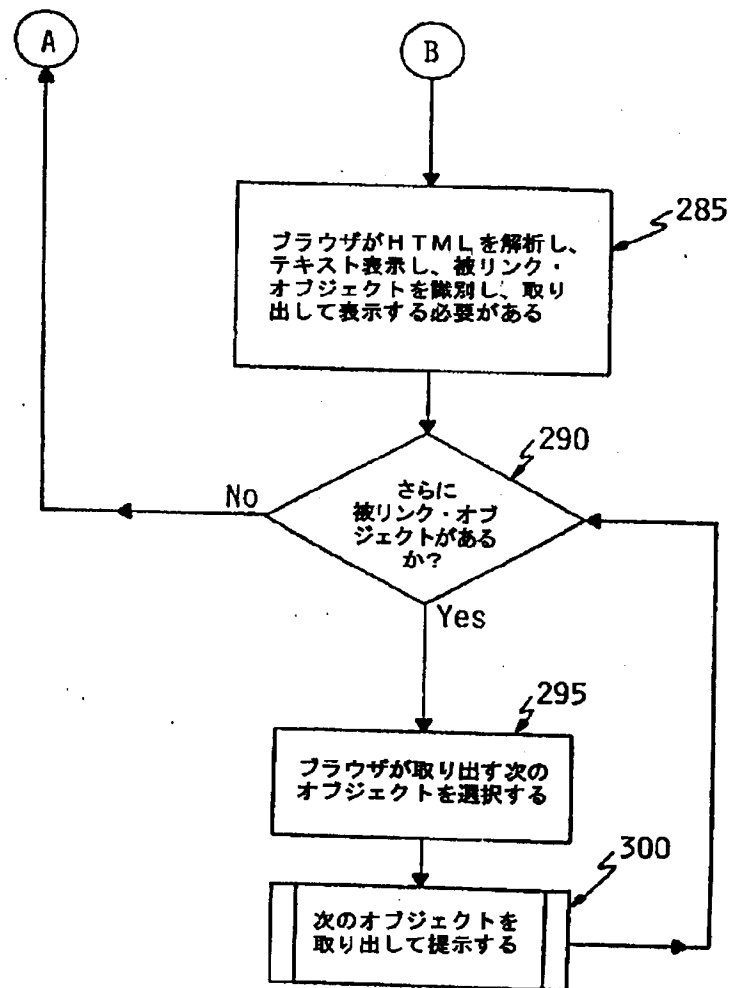 A
B
285
ブラウザがHTMLを解析し、
テキスト表示し、被リンク・
オブジェクトを識別し、取り
出して表示する必要がある
290
さらに
被リンク・オブ
ジェクトがある
か？
No
Yes
295
ブラウザが取り出す次の
オブジェクトを選択する
300
次のオブジェクトを
取り出して提示する